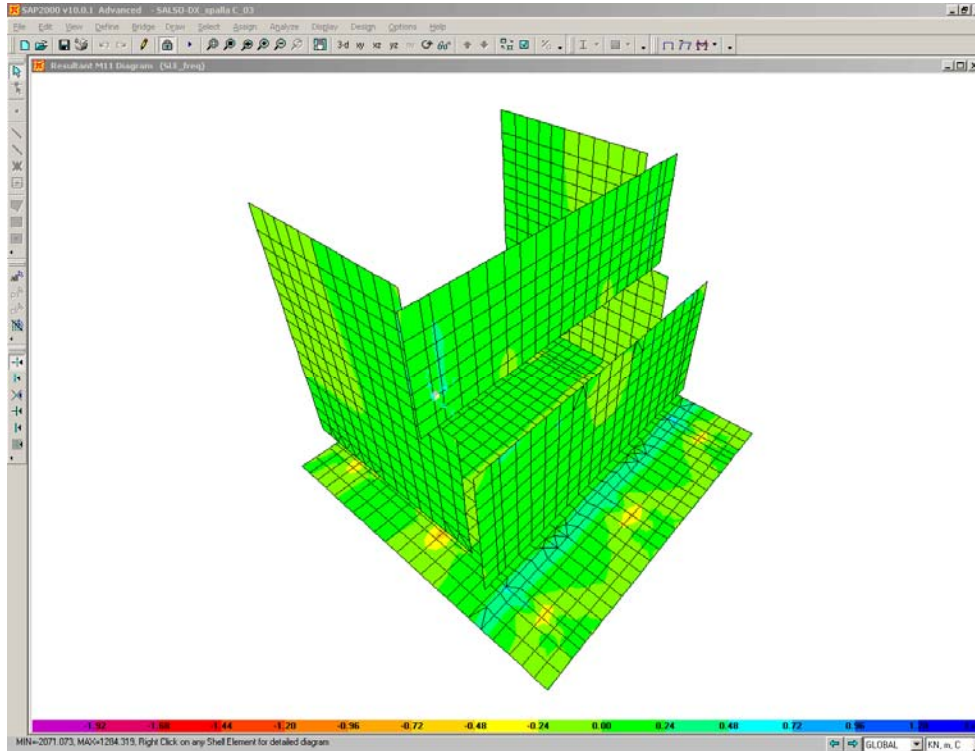 SAP2000 v10.0.1 Advanced - SALSO-DX_spalla C_03
File Edit View Define Bridge Draw Select Assign Analyze Display Design Options Help
3-d xy xz yz nv
Resultant M11 Diagram (SLE_freq)
-1.92 -1.68 -1.44 -1.20 -0.96 -0.72 -0.48 -0.24 0.00 0.24 0.48 0.72 0.96
MIN=-2071.073, MAX=1284.319, Right Click on any Shell Element for detailed diagram
GLOBAL KN, m, C